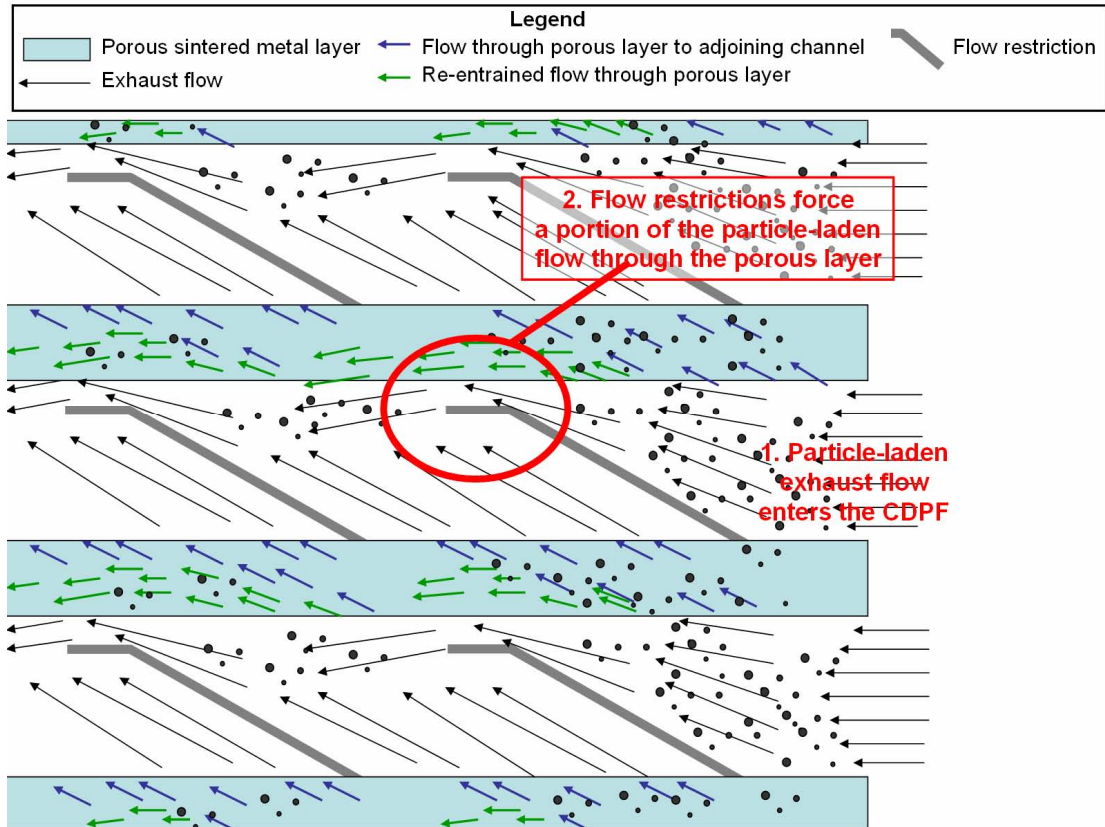 Legend
Porous sintered metal layer
Flow through porous layer to adjoining channel
Flow restriction
Exhaust flow
Re-entrained flow through porous layer
2. Flow restrictions force
a portion of the particle-laden
flow through the porous layer
1. Particle-laden
exhaust flow
enters the CDPF